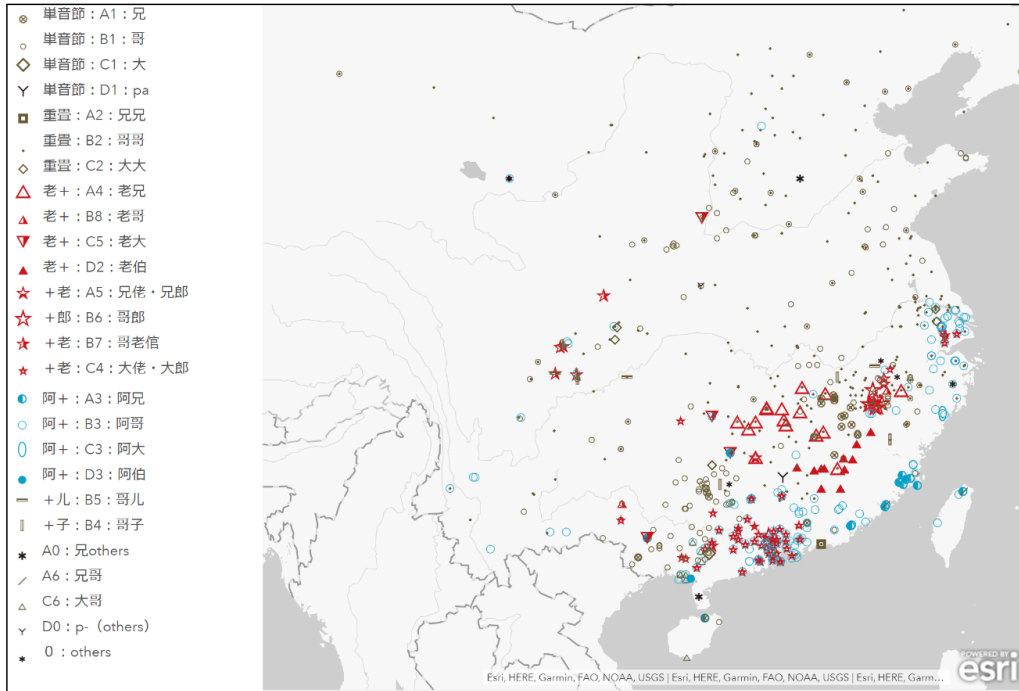 単音節：A1：兄
単音節：B1：哥
単音節：C1：大
単音節：D1：pa
重畳：A2：兄兄
重畳：B2：哥哥
重畳：C2：大大
老+：A4：老兄
老+：B8：老哥
老+：C5：老大
老+：D2：老伯
+老：A5：兄佬・兄郎
+郎：B6：哥郎
+老：B7：哥老倌
+老：C4：大佬・大郎
阿+：A3：阿兄
阿+：B3：阿哥
阿+：C3：阿大
阿+：D3：阿伯
+儿：B5：哥儿
+子：B4：哥子
A0：兄others
A6：兄哥
C6：大哥
D0：p-（others）
0：others
Esri, HERE, Garmin, FAO, NOAA, USGS | Esri, HERE, Garmin, FAO, NOAA, USGS | Esri, HERE, Garm...
POWERED BY
esri